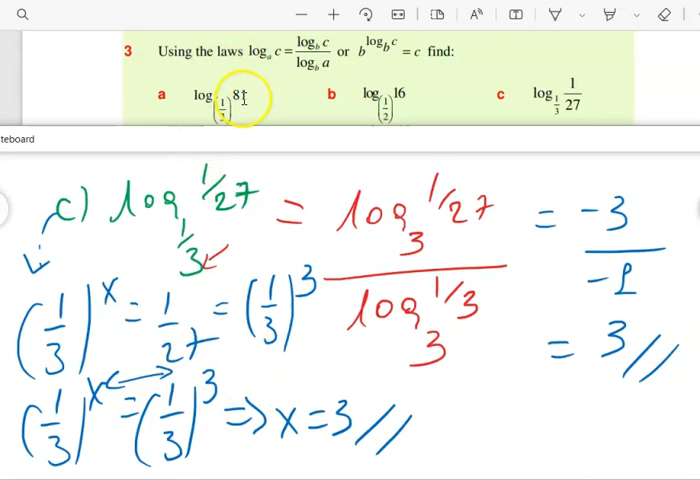 3 Using the laws log_a c = log_b c / log_b a or b^(log_b c) = c find:
a log_(1/3) 81 b log_(1/2) 16 c log_(1/3) 1/27
teboard
c) log_(1/3) 1/27 = log_3 1/27 / log_3 1/3 = -3 / -1
(1/3)^x = 1/27 = (1/3)^3
= 3 //
(1/3)^x = (1/3)^3 => x = 3 //